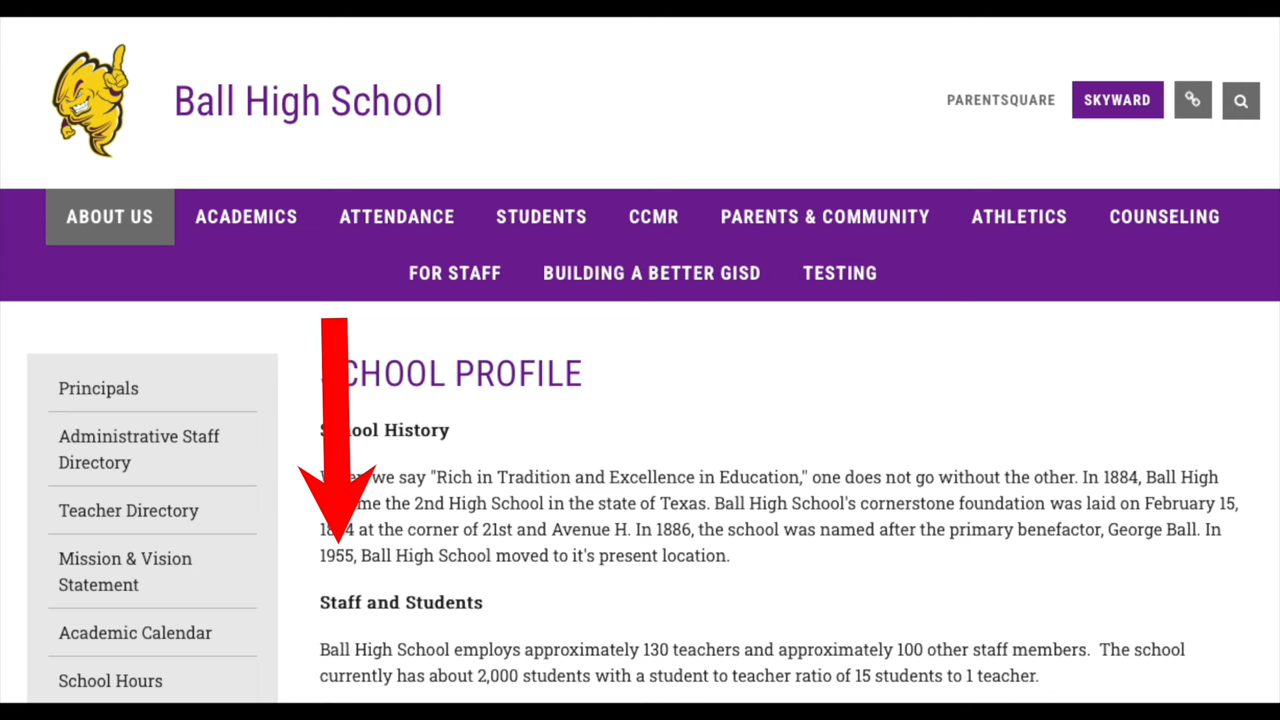 Ball High School
PARENTSQUARE
SKYWARD
ABOUT US
ACADEMICS
ATTENDANCE
STUDENTS
CCMR
PARENTS & COMMUNITY
ATHLETICS
COUNSELING
FOR STAFF
BUILDING A BETTER GISD
TESTING
Principals
Administrative Staff
Directory
Teacher Directory
Mission & Vision
Statement
Academic Calendar
School Hours
SCHOOL PROFILE
School History
When we say "Rich in Tradition and Excellence in Education," one does not go without the other. In 1884, Ball High
the 2nd High School in the state of Texas. Ball High School's cornerstone foundation was laid on February 15,
at the corner of 21st and Avenue H. In 1886, the school was named after the primary benefactor, George Ball. In
1955, Ball High School moved to it's present location.
Staff and Students
Ball High School employs approximately 130 teachers and approximately 100 other staff members. The school
currently has about 2,000 students with a student to teacher ratio of 15 students to 1 teacher.